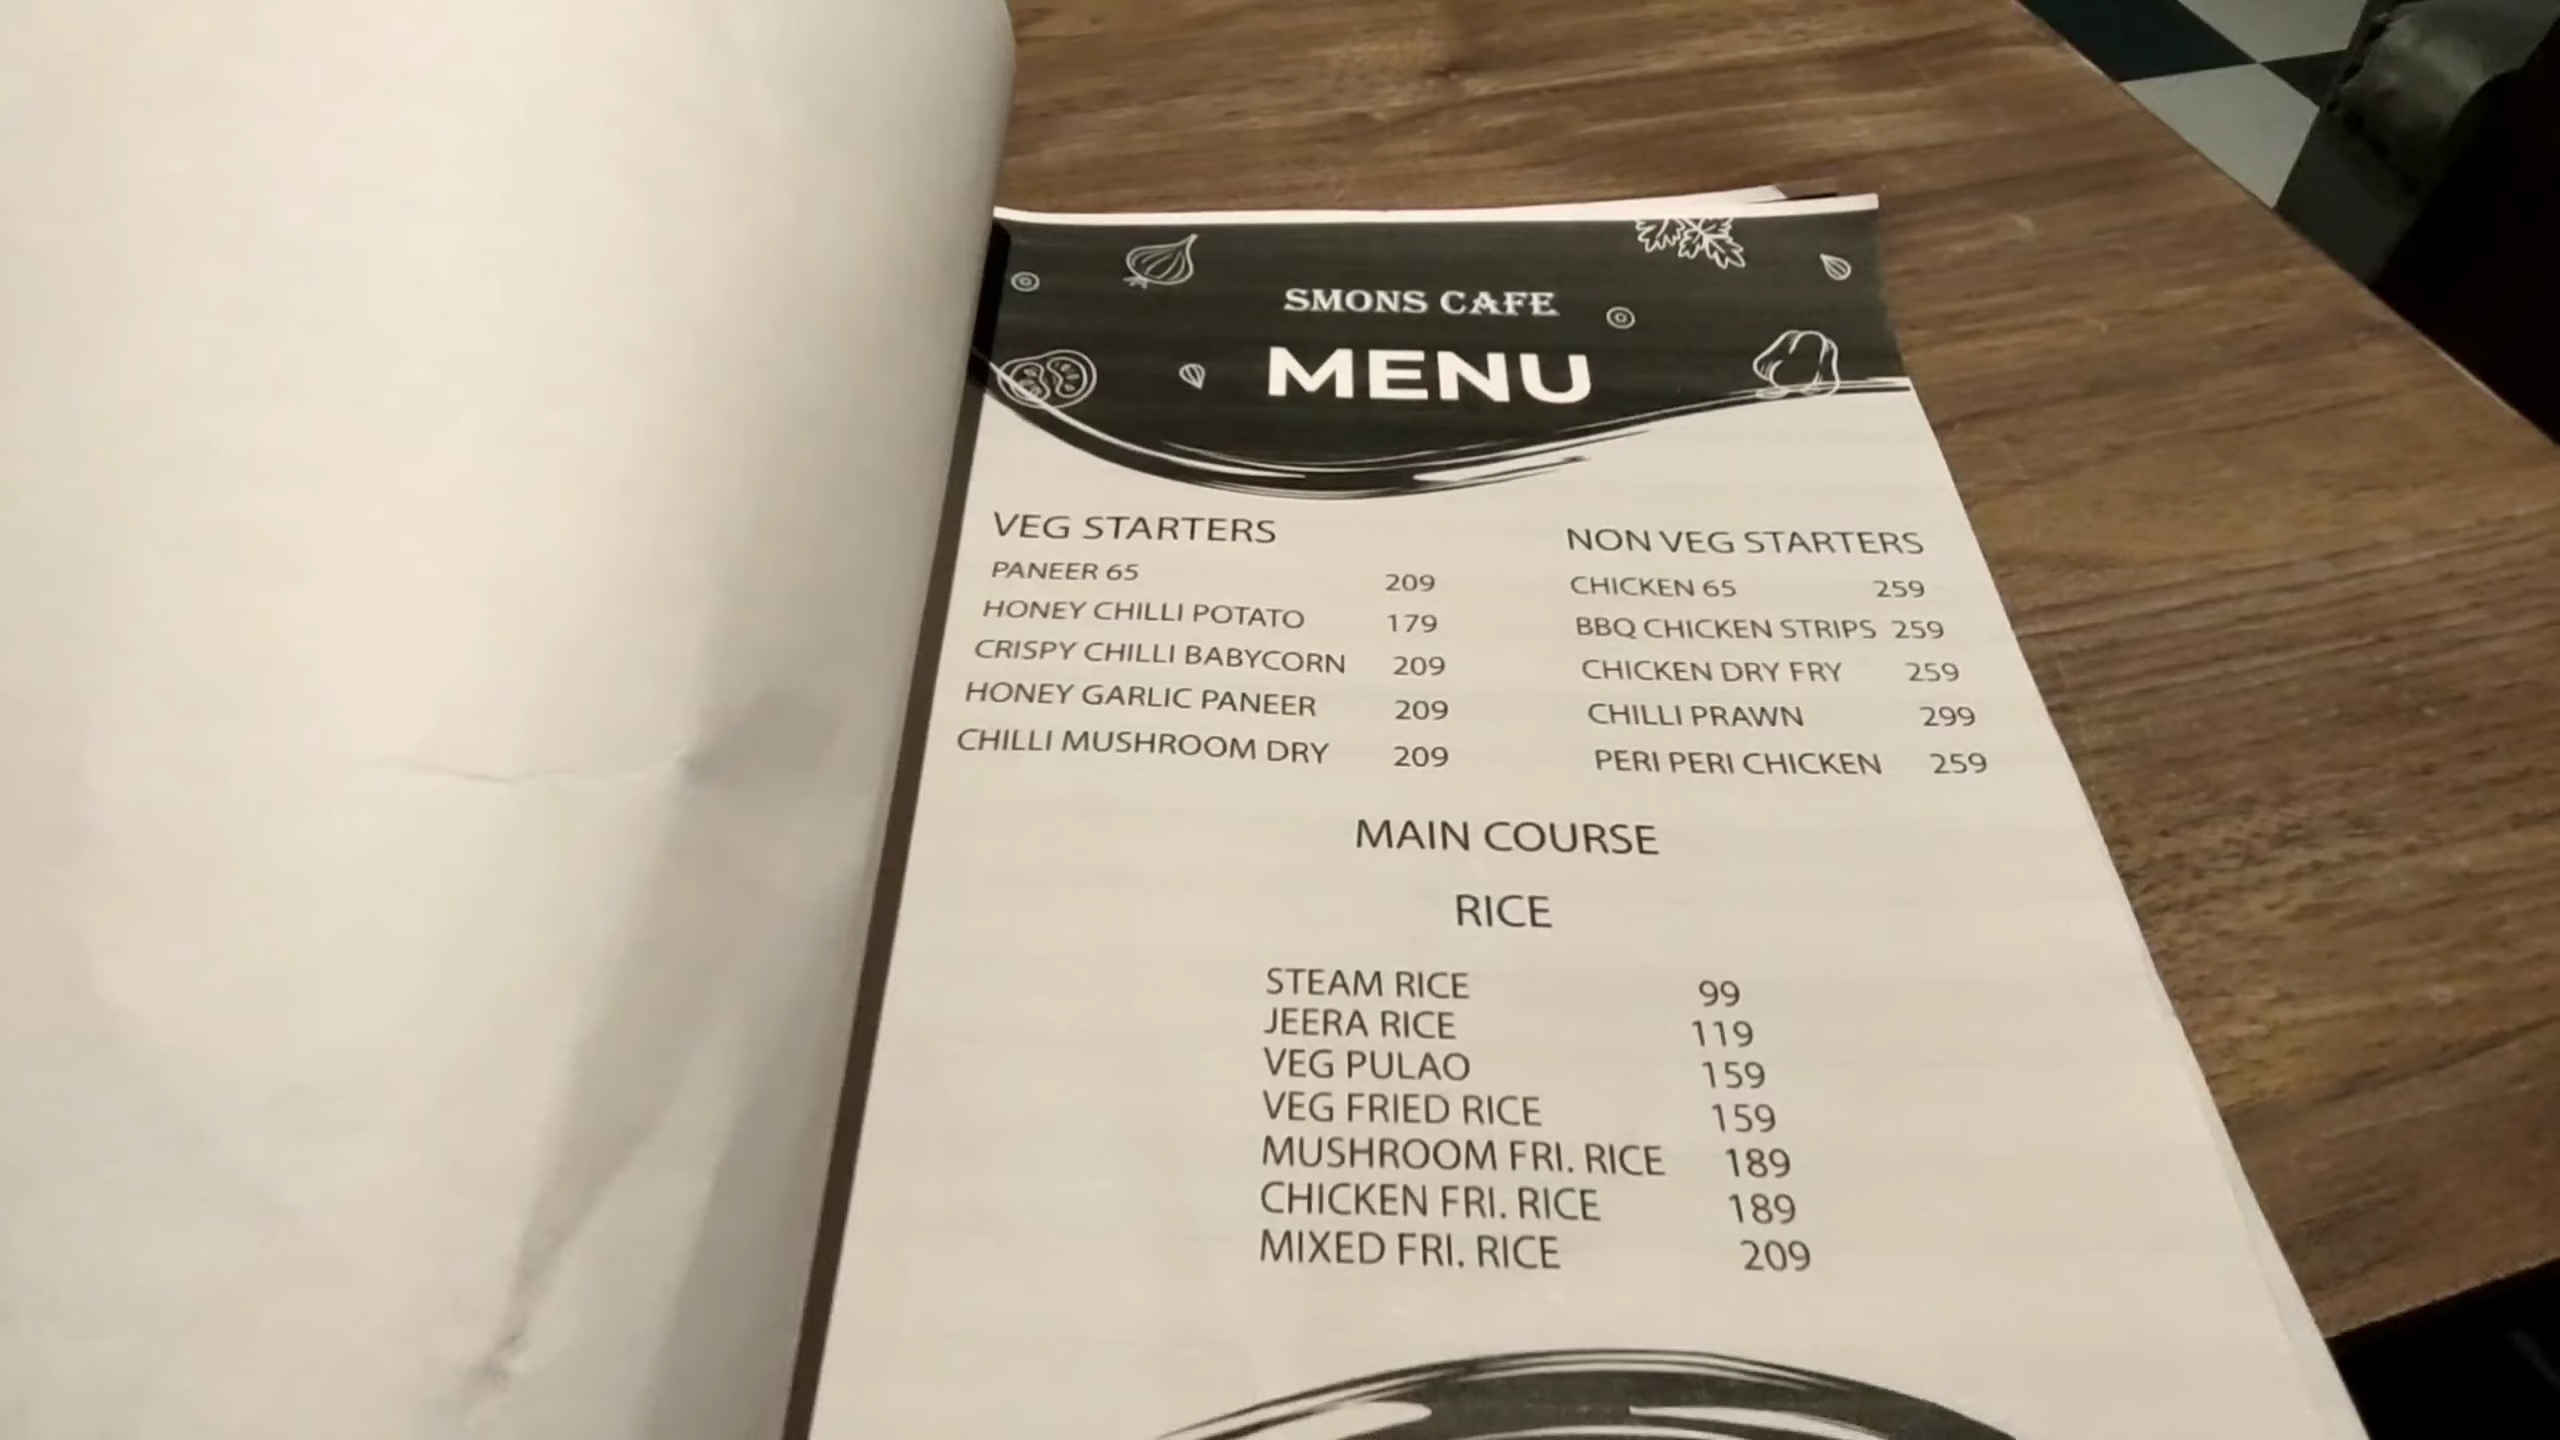 SMONS CAFE
MENU
VEG STARTERS
PANEER 65 209
HONEY CHILLI POTATO 179
CRISPY CHILLI BABYCORN 209
HONEY GARLIC PANEER 209
CHILLI MUSHROOM DRY 209
NON VEG STARTERS
CHICKEN 65 259
BBQ CHICKEN STRIPS 259
CHICKEN DRY FRY 259
CHILLI PRAWN 299
PERI PERI CHICKEN 259
MAIN COURSE
RICE
STEAM RICE 99
JEERA RICE 119
VEG PULAO 159
VEG FRIED RICE 159
MUSHROOM FRI. RICE 189
CHICKEN FRI. RICE 189
MIXED FRI. RICE 209